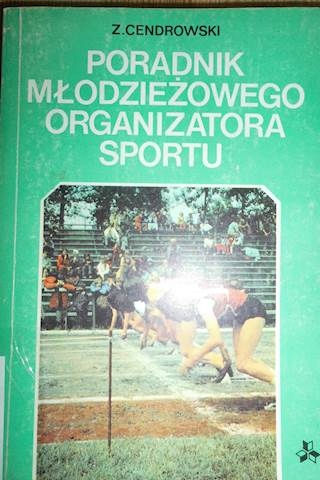 Z. CENDROWSKI
PORADNIK
MŁODZIEŻOWEGO
ORGANIZATORA
SPORTU